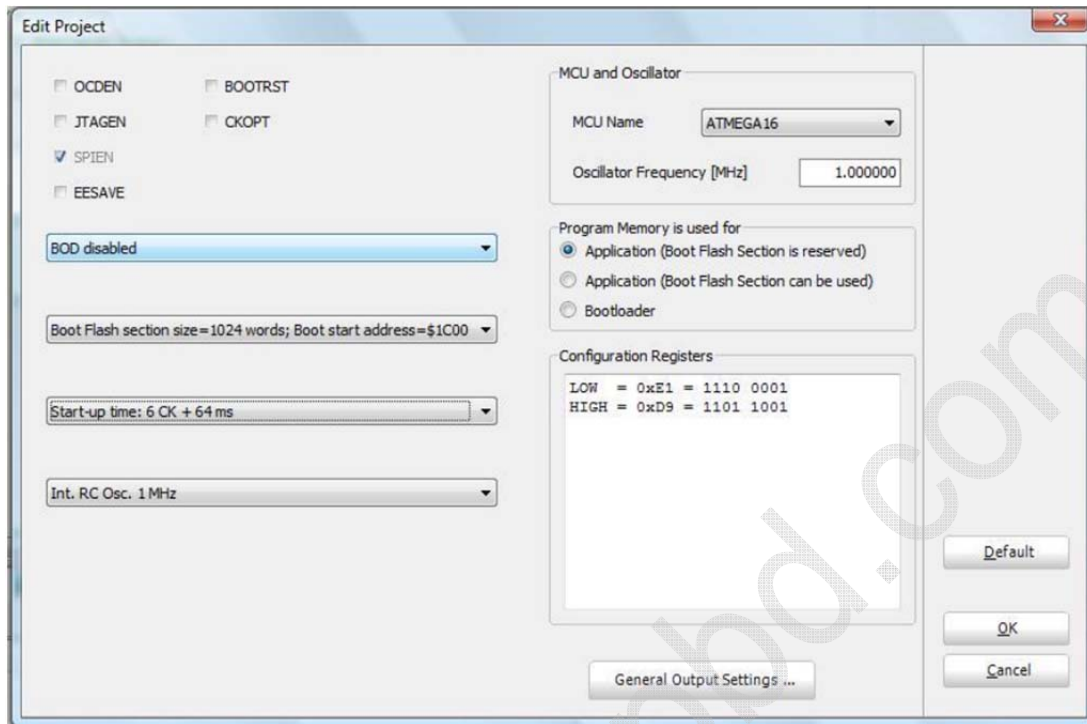 Edit Project
OCDEN
BOOTRST
JTAGEN
CKOPT
SPIEN
EESAVE
BOD disabled
Boot Flash section size=1024 words; Boot start address=$1C00
Start-up time: 6 CK + 64 ms
Int. RC Osc. 1 MHz
MCU and Oscillator
MCU Name
ATMEGA16
Oscillator Frequency [MHz]
1.000000
Program Memory is used for
Application (Boot Flash Section is reserved)
Application (Boot Flash Section can be used)
Bootloader
Configuration Registers
LOW = 0xE1 = 1110 0001
HIGH = 0xD9 = 1101 1001
General Output Settings ...
Default
OK
Cancel